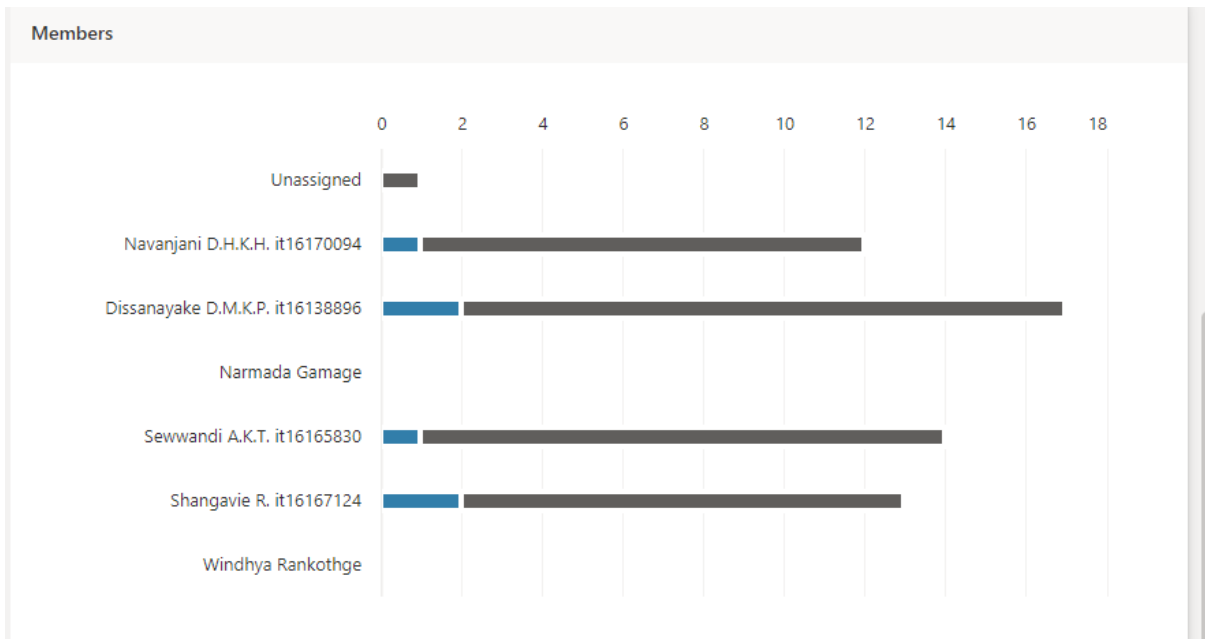 Members
0 2 4 6 8 10 12 14 16 18
Unassigned
Navanjani D.H.K.H. it16170094
Dissanayake D.M.K.P. it16138896
Narmada Gamage
Sewwandi A.K.T. it16165830
Shangavie R. it16167124
Windhya Rankothge